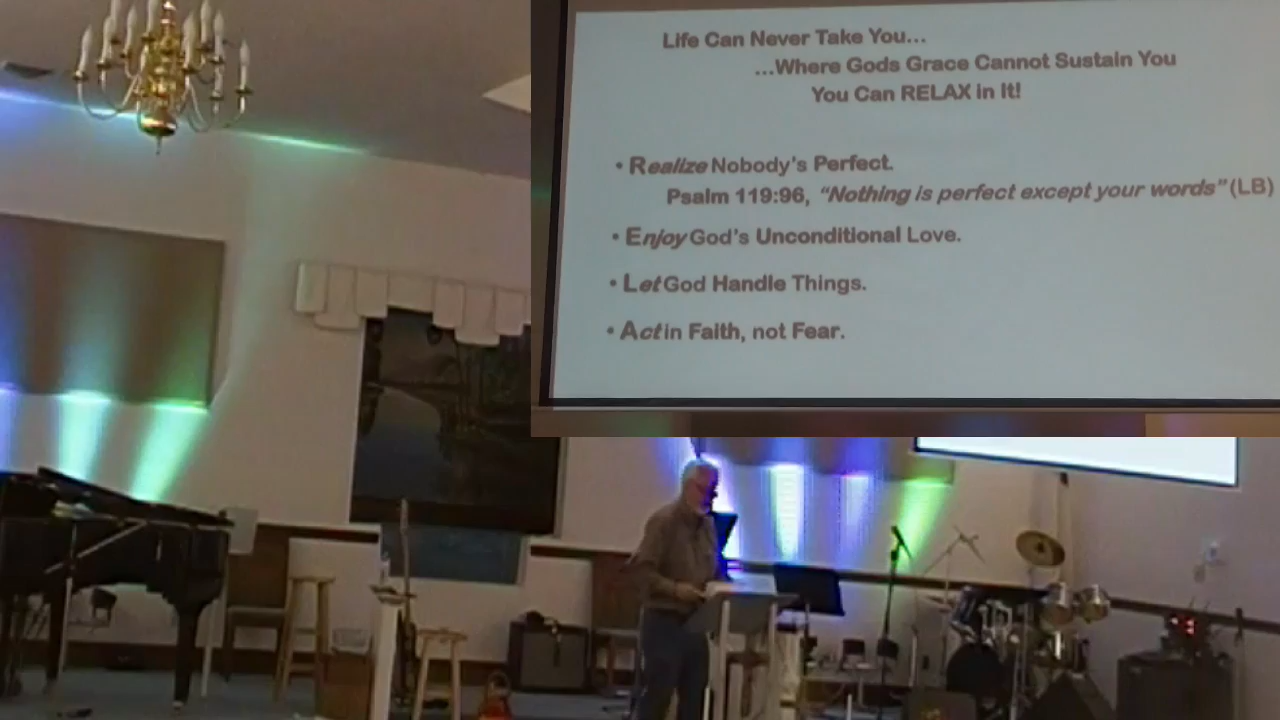 Life Can Never Take You...
...Where Gods Grace Cannot Sustain You
You Can RELAX in It!
• Realize Nobody's Perfect.
Psalm 119:96, "Nothing is perfect except your words" (LB)
• Enjoy God's Unconditional Love.
• Let God Handle Things.
• Act in Faith, not Fear.